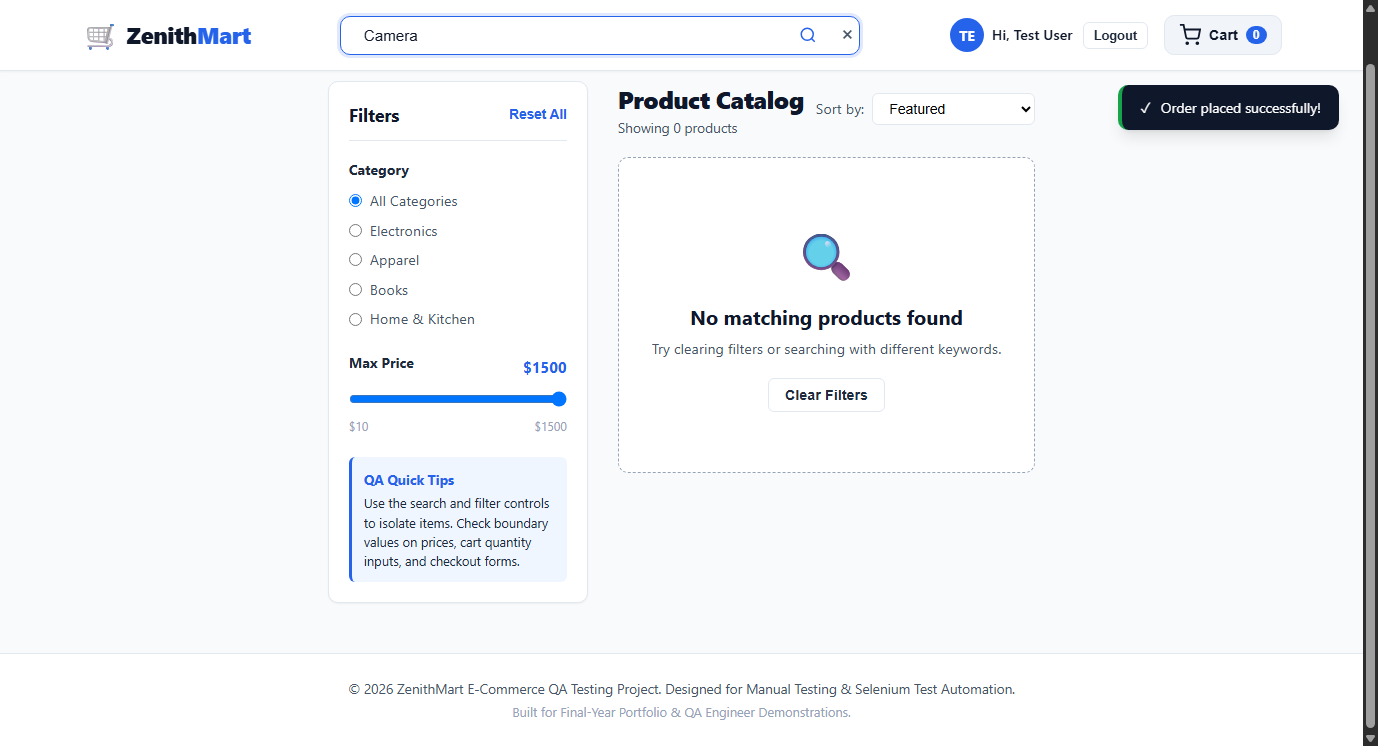 ZenithMart
Camera
×
TE
Hi, Test User
Logout
Cart
0
Filters
Reset All
Category
All Categories
Electronics
Apparel
Books
Home & Kitchen
Max Price
$1500
$10
$1500
QA Quick Tips
Use the search and filter controls
to isolate items. Check boundary
values on prices, cart quantity
inputs, and checkout forms.
Product Catalog
Showing 0 products
Sort by:
Featured
No matching products found
Try clearing filters or searching with different keywords.
Clear Filters
✓ Order placed successfully!
© 2026 ZenithMart E-Commerce QA Testing Project. Designed for Manual Testing & Selenium Test Automation.
Built for Final-Year Portfolio & QA Engineer Demonstrations.